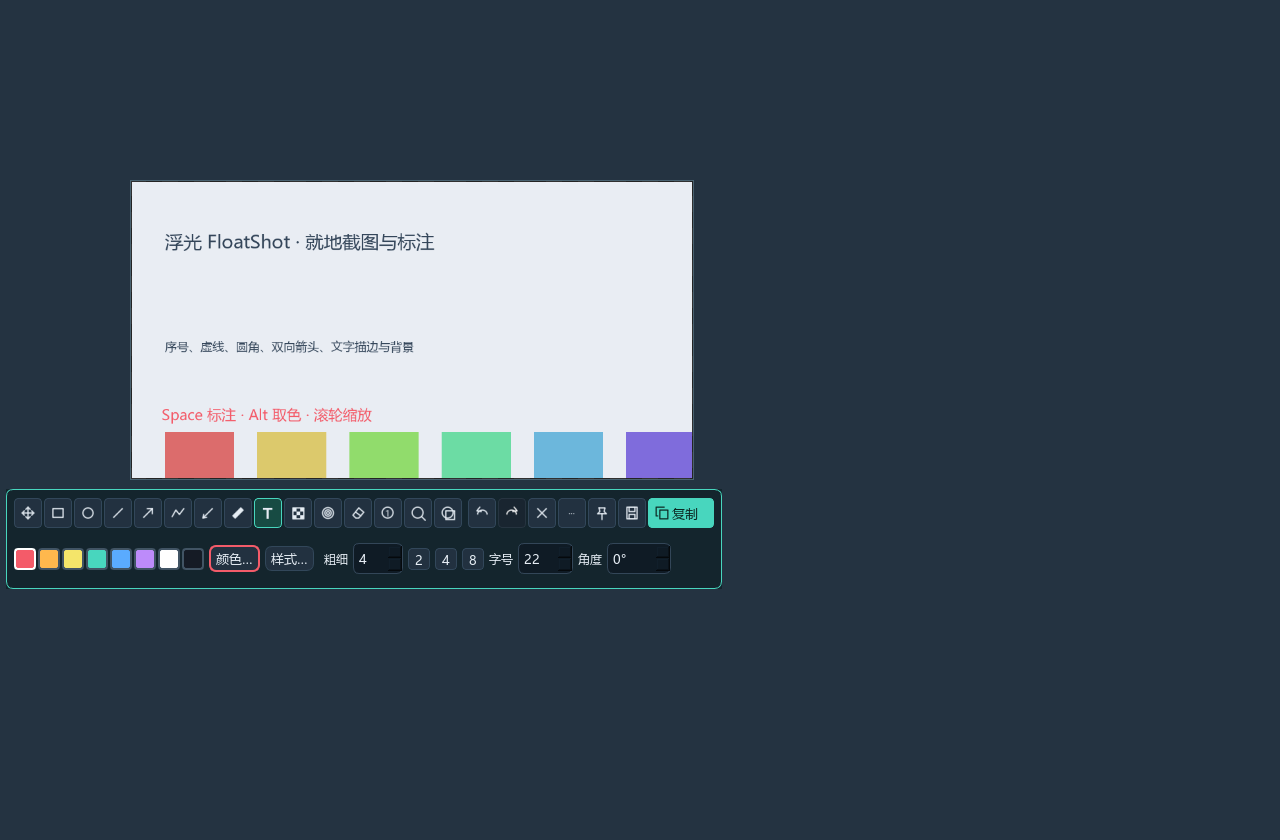 浮光 FloatShot · 就地截图与标注
序号、虚线、圆角、双向箭头、文字描边与背景
Space 标注 · Alt 取色 · 滚轮缩放
T 1 ... 复制
颜色... 样式... 粗细 4 2 4 8 字号 22 角度 0°